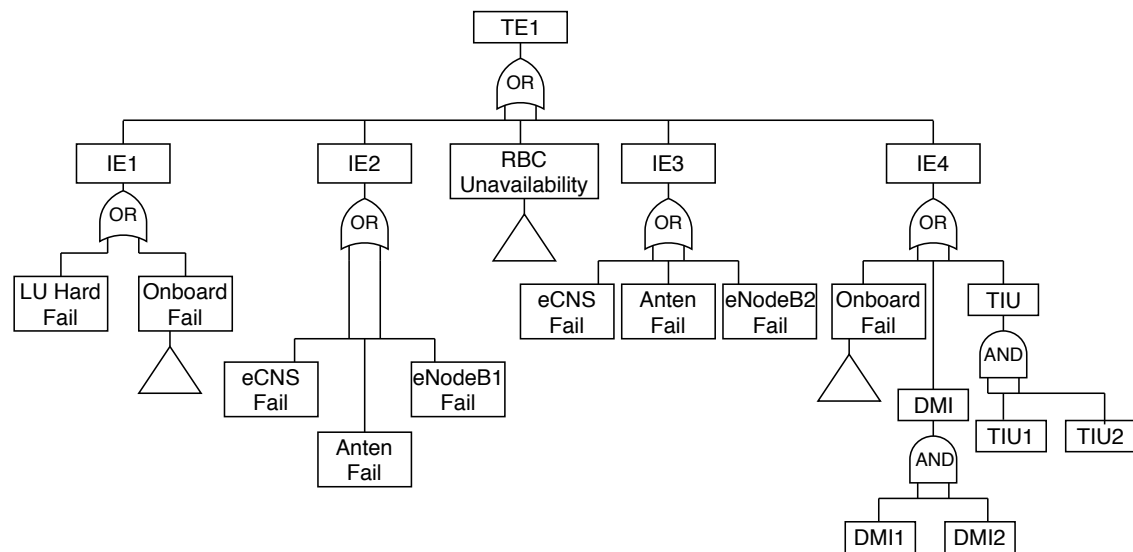 TE1
OR
IE1
IE2
RBC
Unavailability
IE3
IE4
OR
OR
OR
OR
LU Hard
Fail
Onboard
Fail
eCNS
Fail
Anten
Fail
eNodeB2
Fail
Onboard
Fail
TIU
AND
eCNS
Fail
eNodeB1
Fail
Anten
Fail
DMI
TIU1
TIU2
AND
DMI1
DMI2